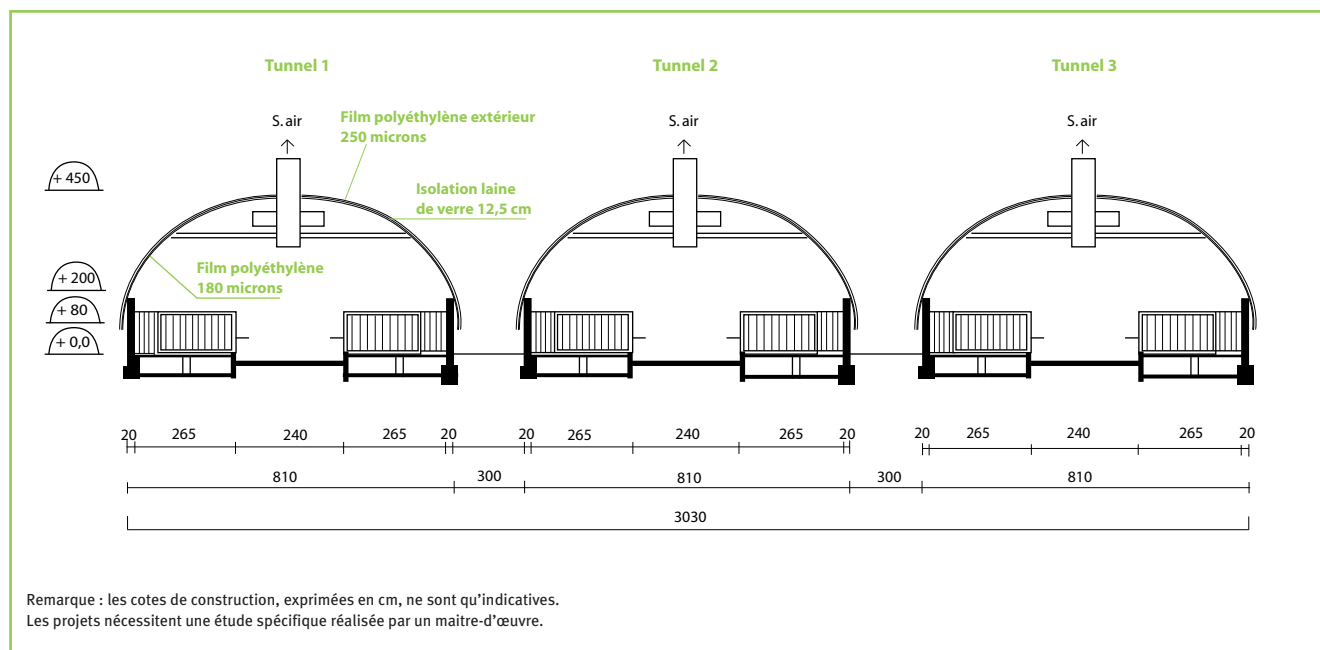 Tunnel 1
Tunnel 2
Tunnel 3
S. air
S. air
S. air
Film polyéthylène extérieur
250 microns
Isolation laine
de verre 12,5 cm
Film polyéthylène
180 microns
+ 450
+ 200
+ 80
+ 0,0
20 265 240 265 20 20 265 240 265 20 20 265 240 265 20
810 300 810 300 810
3030
Remarque : les cotes de construction, exprimées en cm, ne sont qu’indicatives.
Les projets nécessitent une étude spécifique réalisée par un maitre-d’œuvre.